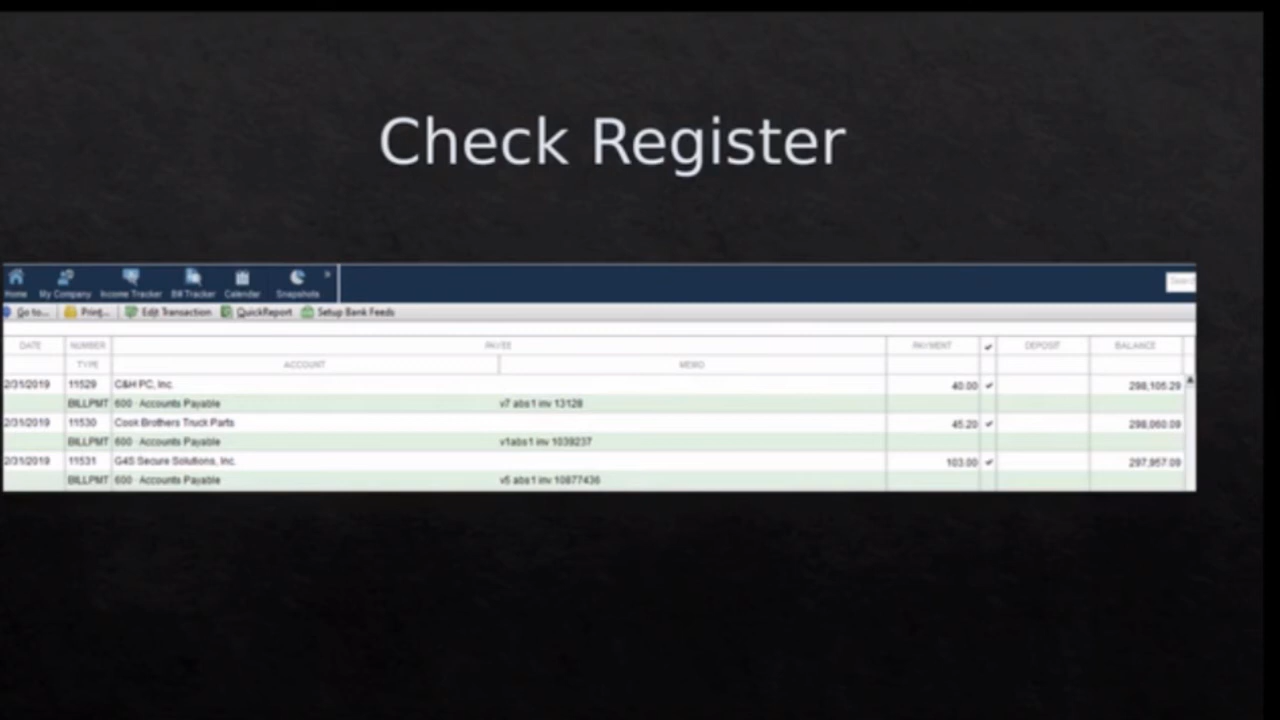 Check Register
Home My Company Income Tracker Bill Tracker Calendar Snapshots
Go to... Print... Edit Transaction QuickReport Setup Bank Feeds
DATE NUMBER PAYEE PAYMENT ✓ DEPOSIT BALANCE
TYPE ACCOUNT MEMO
2/31/2019 11529 C&H PC, Inc. 40.00 ✓ 298,105.29
BILLPMT 600 · Accounts Payable v7 abs1 inv 13128
2/31/2019 11530 Cook Brothers Truck Parts 45.20 ✓ 298,060.09
BILLPMT 600 · Accounts Payable v1abs1 inv 1039237
2/31/2019 11531 G4S Secure Solutions, Inc. 103.00 ✓ 297,957.09
BILLPMT 600 · Accounts Payable v5 abs1 inv 10877436